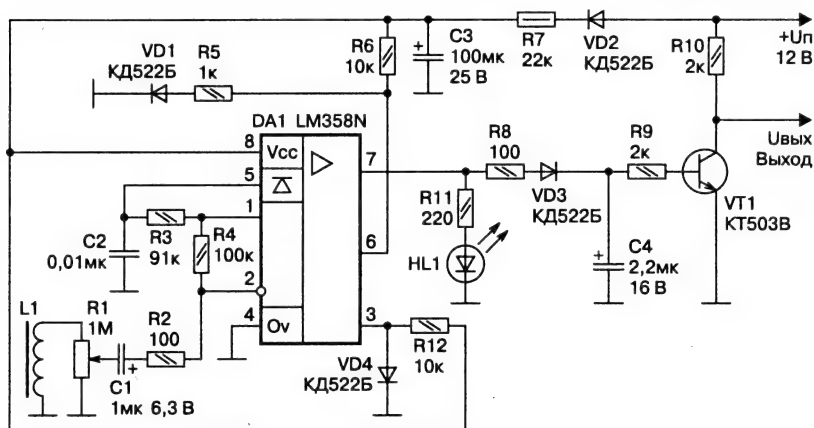 VD1
КД522Б
R5
1к
R6
10к
+
C3
100мк
25 В
R7
22к
VD2
КД522Б
R10
2к
+Uп
12 В
DA1 LM358N
8
Vcc
5
1
2
4
Ov
7
6
3
R8
100
VD3
КД522Б
R9
2к
Uвых
Выход
VT1
КТ503В
R11
220
HL1
+
C4
2,2мк
16 В
C2
0,01мк
R3
91к
R4
100к
L1
R1
1М
R2
100
+
C1
1мк 6,3 В
VD4
КД522Б
R12
10к